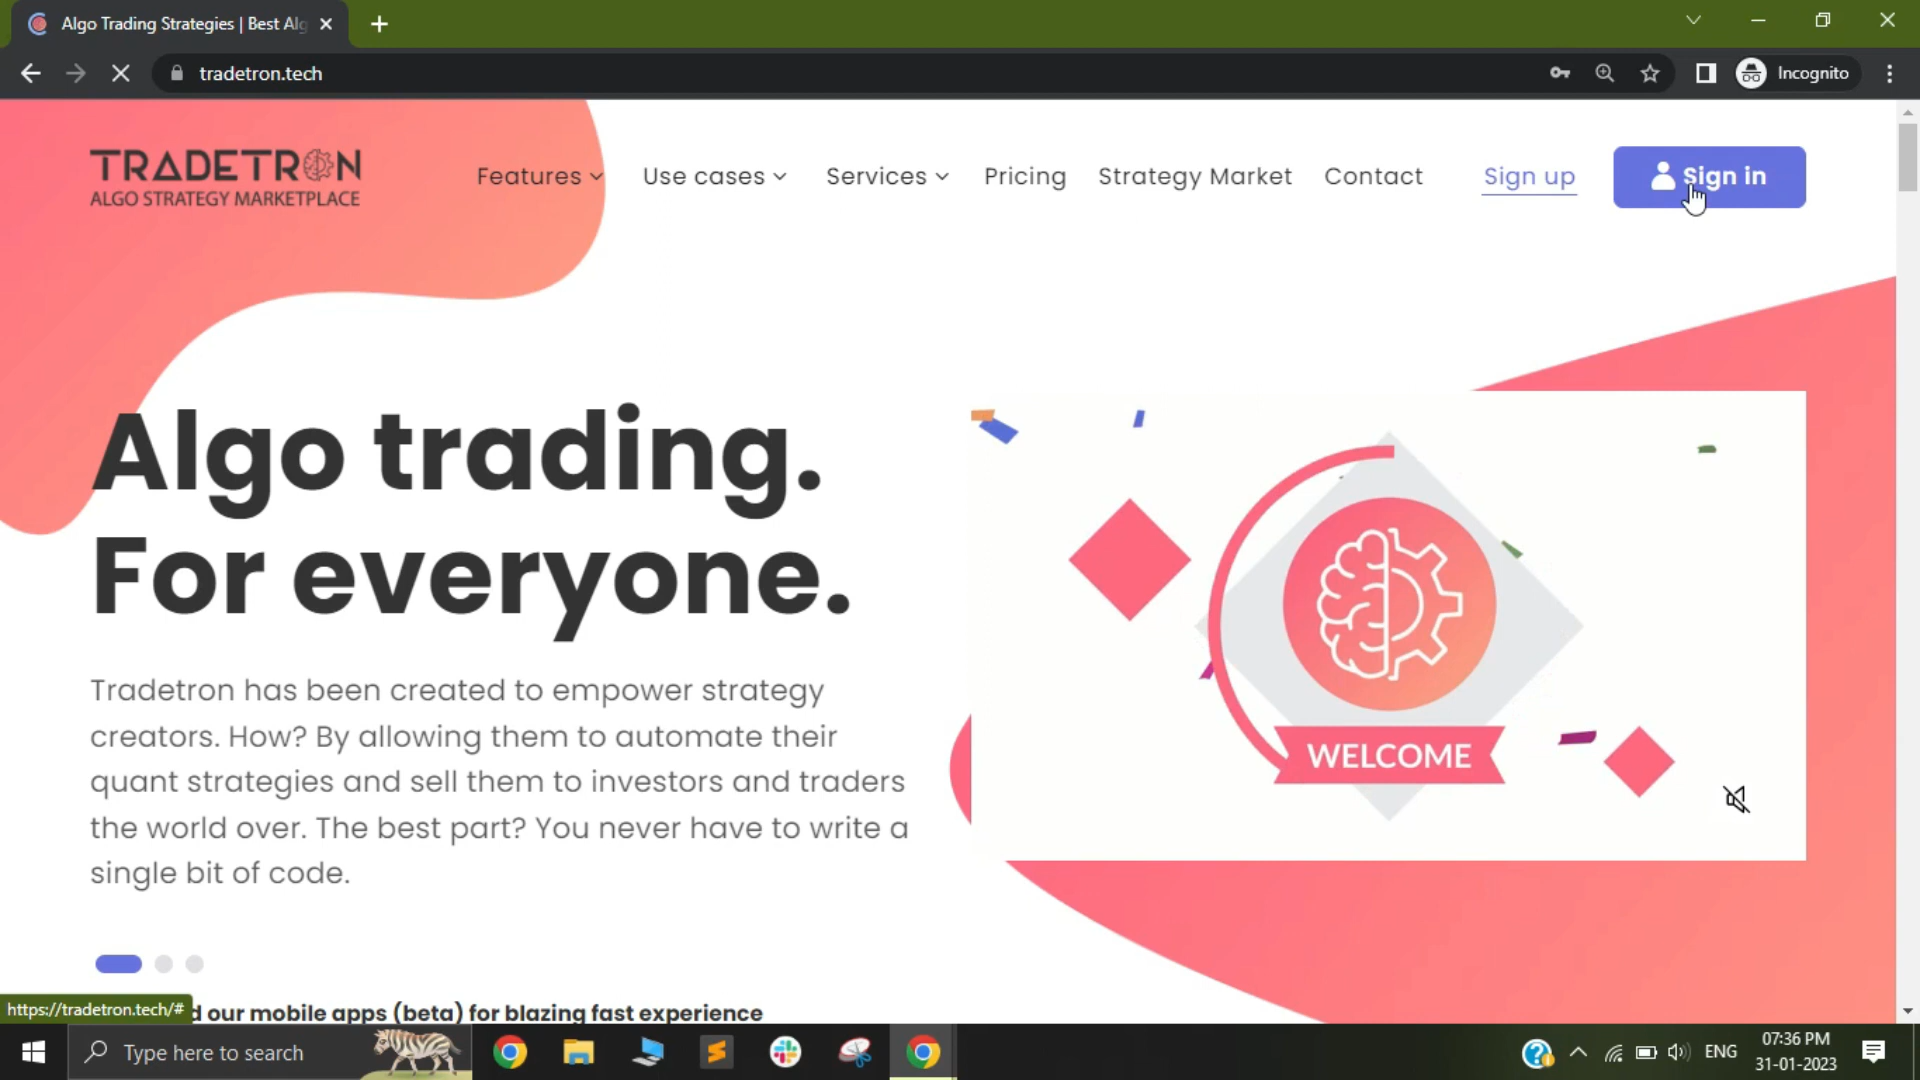 Algo Trading Strategies | Best Alg
tradetron.tech
Incognito
TRADETRON
ALGO STRATEGY MARKETPLACE
Features
Use cases
Services
Pricing
Strategy Market
Contact
Sign up
Sign in
Algo trading.
For everyone.
Tradetron has been created to empower strategy
creators. How? By allowing them to automate their
quant strategies and sell them to investors and traders
the world over. The best part? You never have to write a
single bit of code.
WELCOME
https://tradetron.tech/#
d our mobile apps (beta) for blazing fast experience
Type here to search
ENG
07:36 PM
31-01-2023